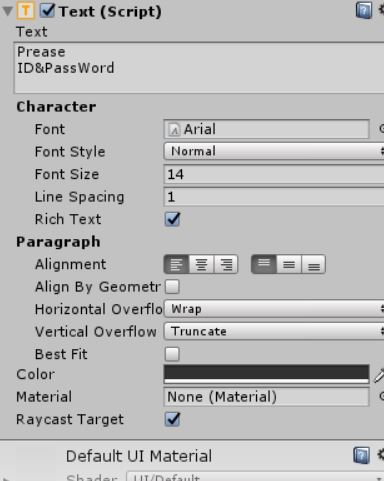 Text (Script)
Text
Prease
ID&PassWord
Character
Font Arial
Font Style Normal
Font Size 14
Line Spacing 1
Rich Text
Paragraph
Alignment
Align By Geometr
Horizontal Overflo Wrap
Vertical Overflow Truncate
Best Fit
Color
Material None (Material)
Raycast Target
Default UI Material
Shader UI/Default